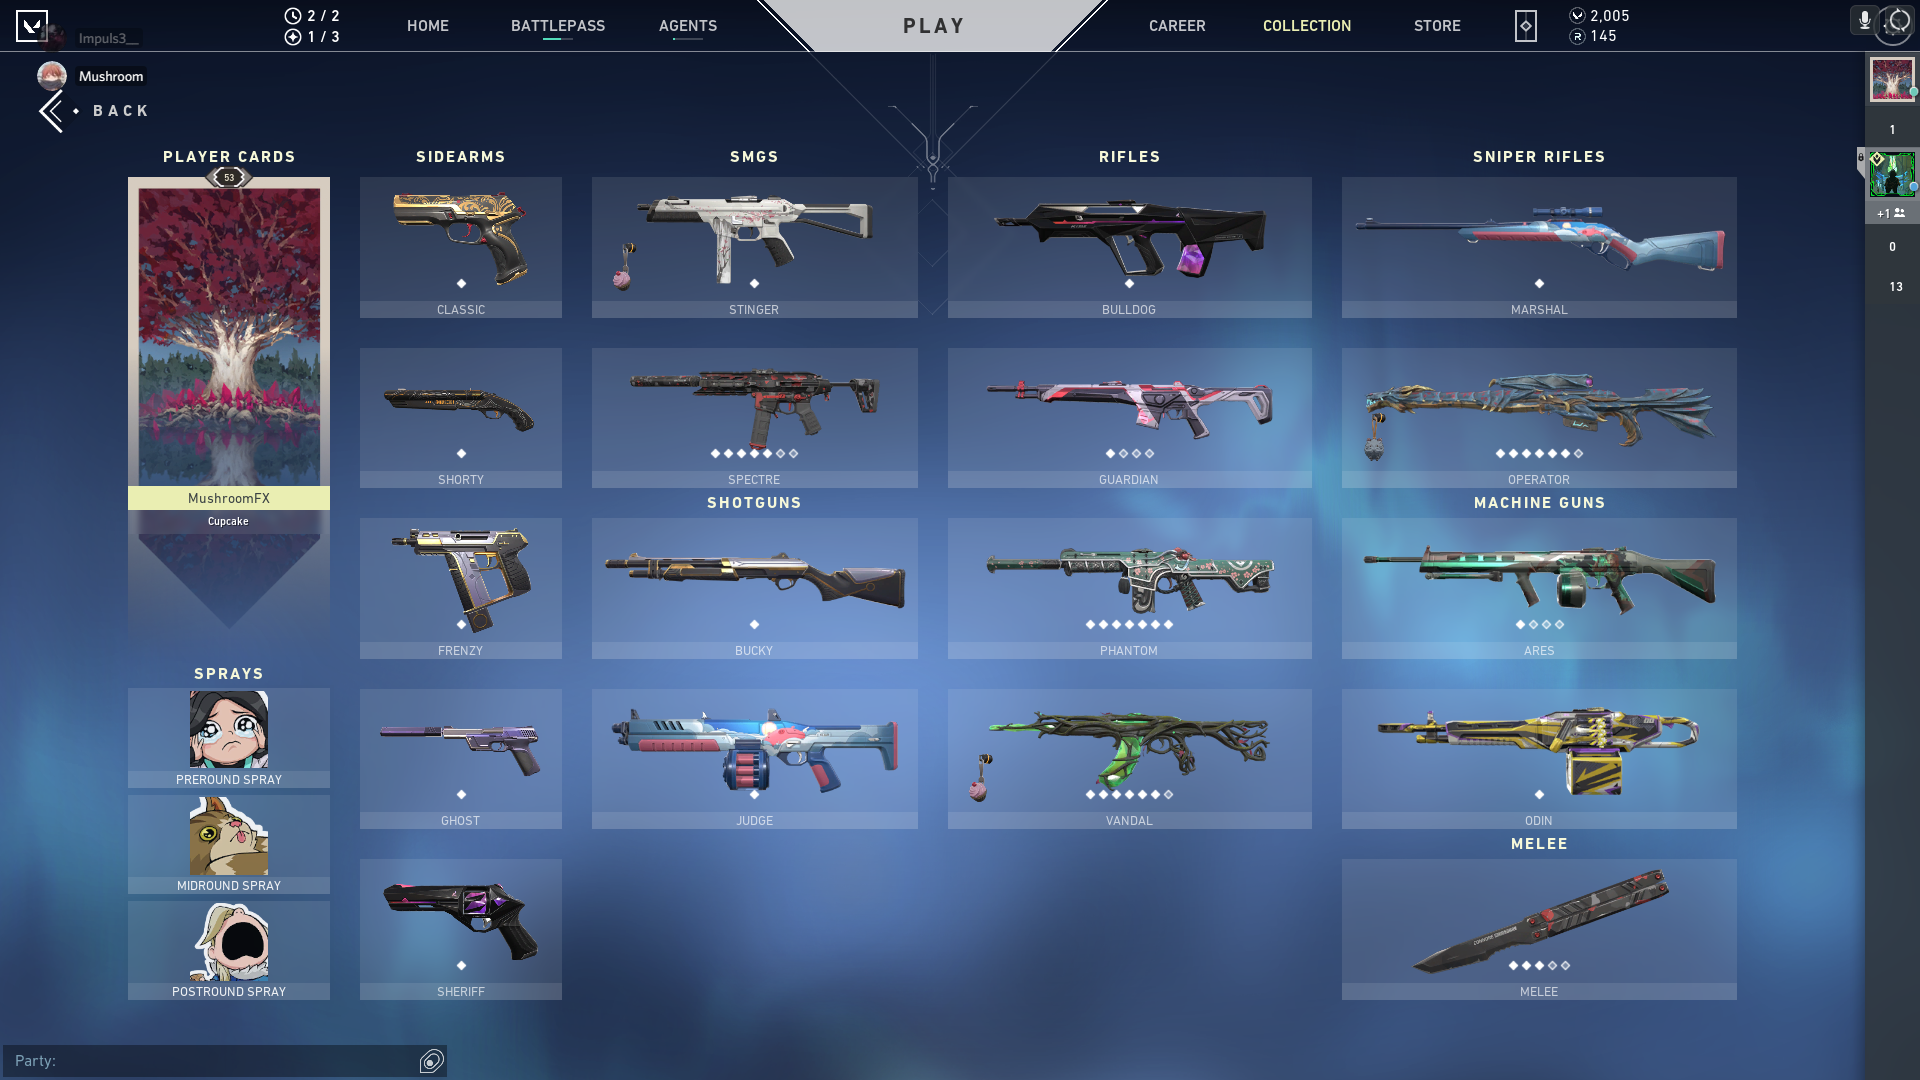 2 / 2
1 / 3
HOME
BATTLEPASS
AGENTS
PLAY
CAREER
COLLECTION
STORE
2,005
145
Impuls3__
Mushroom
BACK
PLAYER CARDS
SIDEARMS
SMGS
RIFLES
SNIPER RIFLES
53
1
+1
0
13
CLASSIC
STINGER
BULLDOG
MARSHAL
SHORTY
SPECTRE
GUARDIAN
OPERATOR
MushroomFX
Cupcake
SHOTGUNS
MACHINE GUNS
FRENZY
BUCKY
PHANTOM
ARES
SPRAYS
PREROUND SPRAY
GHOST
JUDGE
VANDAL
ODIN
MELEE
MIDROUND SPRAY
POSTROUND SPRAY
SHERIFF
MELEE
Party: